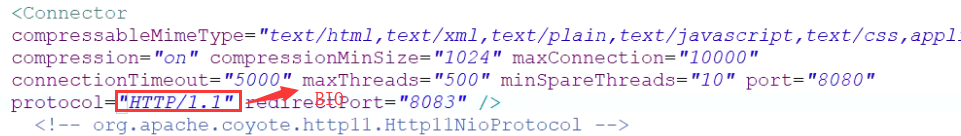 <Connector
compressableMimeType="text/html,text/xml,text/plain,text/javascript,text/css,appli
compression="on" compressionMinSize="1024" maxConnection="10000"
connectionTimeout="5000" maxThreads="500" minSpareThreads="10" port="8080"
protocol="HTTP/1.1" redirectPort="8083" />
BIO
<!-- org.apache.coyote.http11.Http11NioProtocol -->